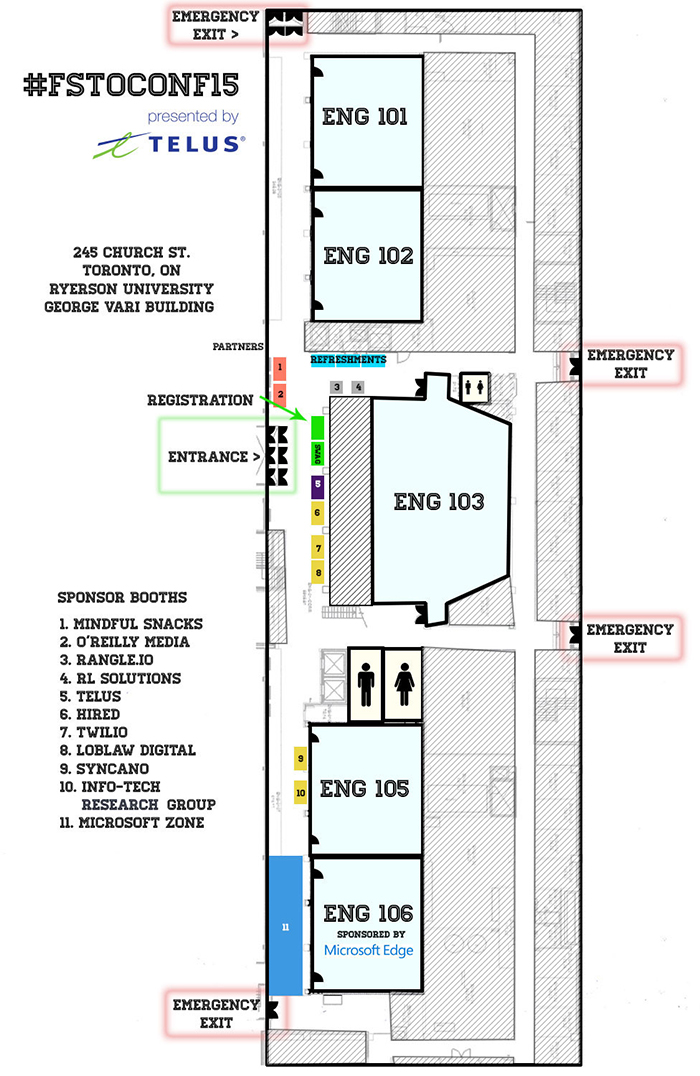 EMERGENCY
EXIT >
#FSTOCONF15
presented by
TELUS®
ENG 101
245 CHURCH ST.
TORONTO, ON
RYERSON UNIVERSITY
GEORGE VARI BUILDING
ENG 102
PARTNERS
REFRESHMENTS
EMERGENCY
EXIT
1
2
3
4
REGISTRATION
ENTRANCE >
SWAG
5
6
7
8
ENG 103
SPONSOR BOOTHS
1. MINDFUL SNACKS
2. O'REILLY MEDIA
3. RANGLE.IO
4. RL SOLUTIONS
5. TELUS
6. HIRED
7. TWILIO
8. LOBLAW DIGITAL
9. SYNCANO
10. INFO-TECH
RESEARCH GROUP
11. MICROSOFT ZONE
EMERGENCY
EXIT
9
10
ENG 105
11
ENG 106
SPONSORED BY
Microsoft Edge
EMERGENCY
EXIT